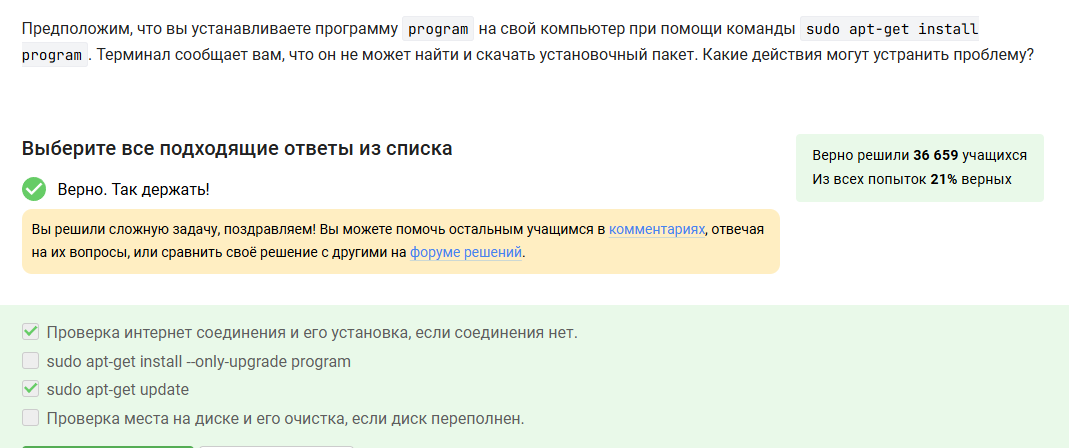 Предположим, что вы устанавливаете программу program на свой компьютер при помощи команды sudo apt-get install
program. Терминал сообщает вам, что он не может найти и скачать установочный пакет. Какие действия могут устранить проблему?
Выберите все подходящие ответы из списка
Верно решили 36 659 учащихся
Из всех попыток 21% верных
Верно. Так держать!
Вы решили сложную задачу, поздравляем! Вы можете помочь остальным учащимся в комментариях, отвечая
на их вопросы, или сравнить своё решение с другими на форуме решений.
Проверка интернет соединения и его установка, если соединения нет.
sudo apt-get install --only-upgrade program
sudo apt-get update
Проверка места на диске и его очистка, если диск переполнен.